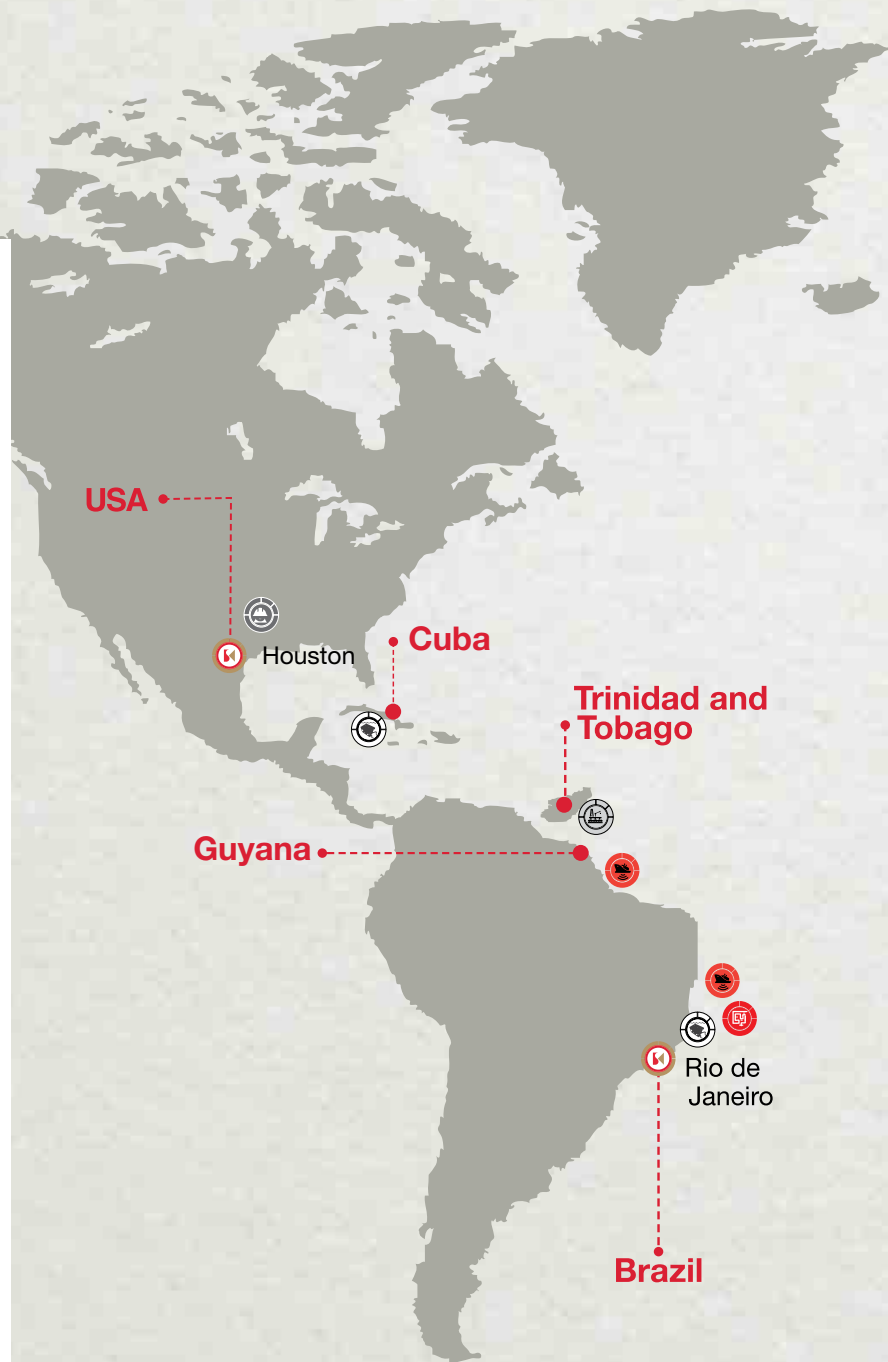 USA
Houston
Cuba
Trinidad and
Tobago
Guyana
Rio de
Janeiro
Brazil